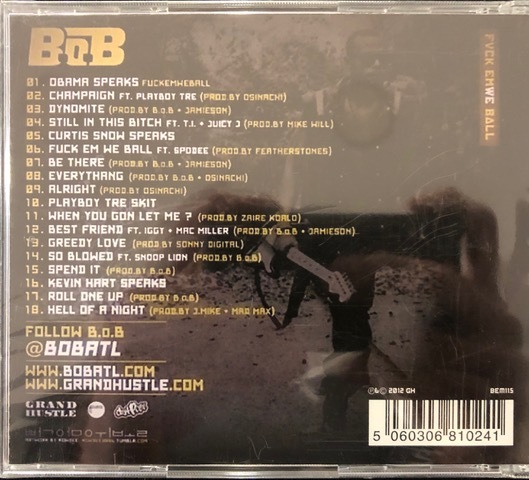 B.o.B
FVCK EMWE BALL
01. OBAMA SPEAKS FUCKEMWEBALL
02. CHAMPAIGN FT. PLAYBOY TRE (PROD.BY OSINACHI)
03. DYNOMITE (PROD.BY B.O.B + JAMIESON)
04. STILL IN THIS BITCH FT. T.I. + JUICY J (PROD.BY MIKE WILL)
05. CURTIS SNOW SPEAKS
06. FUCK EM WE BALL FT. SPODEE (PROD.BY FEATHERSTONES)
07. BE THERE (PROD.BY B.O.B + JAMIESON)
08. EVERYTHANG (PROD.BY B.O.B + OSINACHI)
09. ALRIGHT (PROD.BY OSINACHI)
10. PLAYBOY TRE SKIT
11. WHEN YOU GON LET ME ? (PROD.BY ZAIRE KOALO)
12. BEST FRIEND FT. IGGY + MAC MILLER (PROD.BY B.O.B + JAMIESON)
13. GREEDY LOVE (PROD.BY SONNY DIGITAL)
14. SO BLOWED FT. SNOOP LION (PROD.BY B.O.B)
15. SPEND IT (PROD.BY B.O.B)
16. KEVIN HART SPEAKS
17. ROLL ONE UP (PROD.BY B.O.B)
18. HELL OF A NIGHT (PROD.BY J.MIKE + MAD MAX)
FOLLOW B.o.B
@BOBATL
WWW.BOBATL.COM
WWW.GRANDHUSTLE.COM
GRAND
HUSTLE
ARTWORK BY
℗& © 2012 GH
BEM115
5 060306 810241